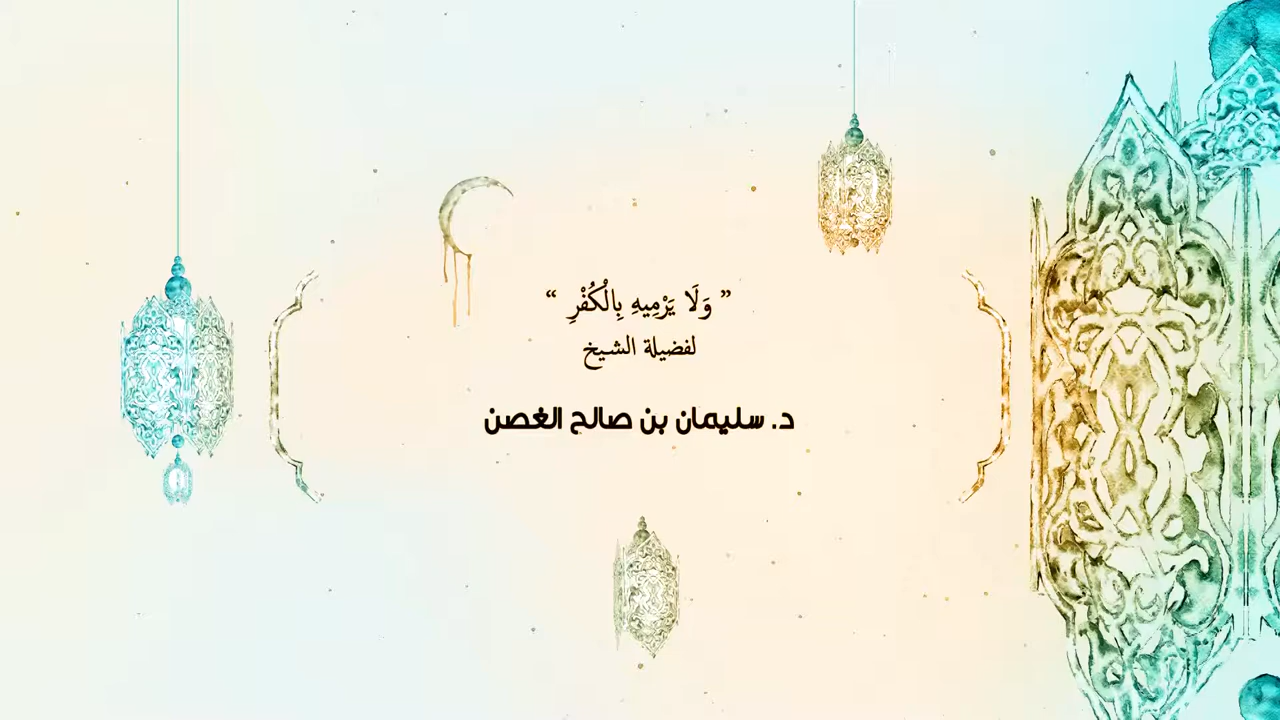 ” وَلَا يَرْمِيهِ بِالْكُفْرِ “
لفضيلة الشيخ
د. سليمان بن صالح الغصن